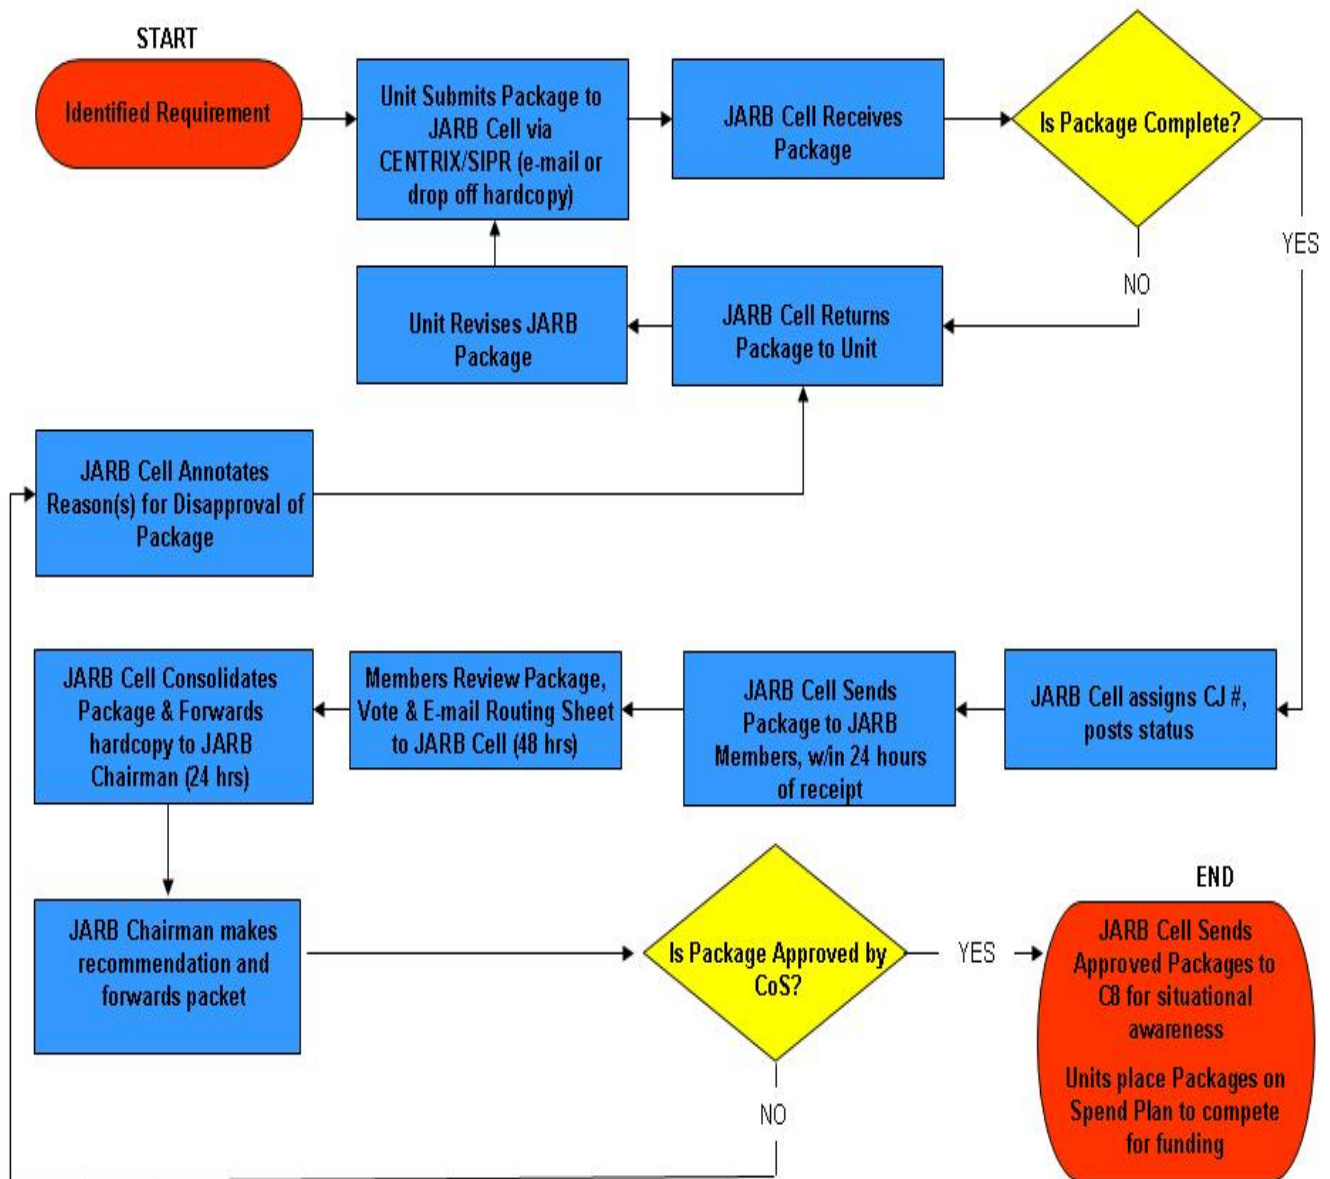 START
Identified Requirement
Unit Submits Package to
JARB Cell via
CENTRIX/SIPR (e-mail or
drop off hardcopy)
JARB Cell Receives
Package
Is Package Complete?
YES
NO
JARB Cell Returns
Package to Unit
Unit Revises JARB
Package
JARB Cell Annotates
Reason(s) for Disapproval of
Package
JARB Cell assigns CJ #,
posts status
JARB Cell Sends
Package to JARB
Members, w/in 24 hours
of receipt
Members Review Package,
Vote & E-mail Routing Sheet
to JARB Cell (48 hrs)
JARB Cell Consolidates
Package & Forwards
hardcopy to JARB
Chairman (24 hrs)
JARB Chairman makes
recommendation and
forwards packet
Is Package Approved by
CoS?
YES
NO
END
JARB Cell Sends
Approved Packages to
C8 for situational
awareness
Units place Packages on
Spend Plan to compete
for funding